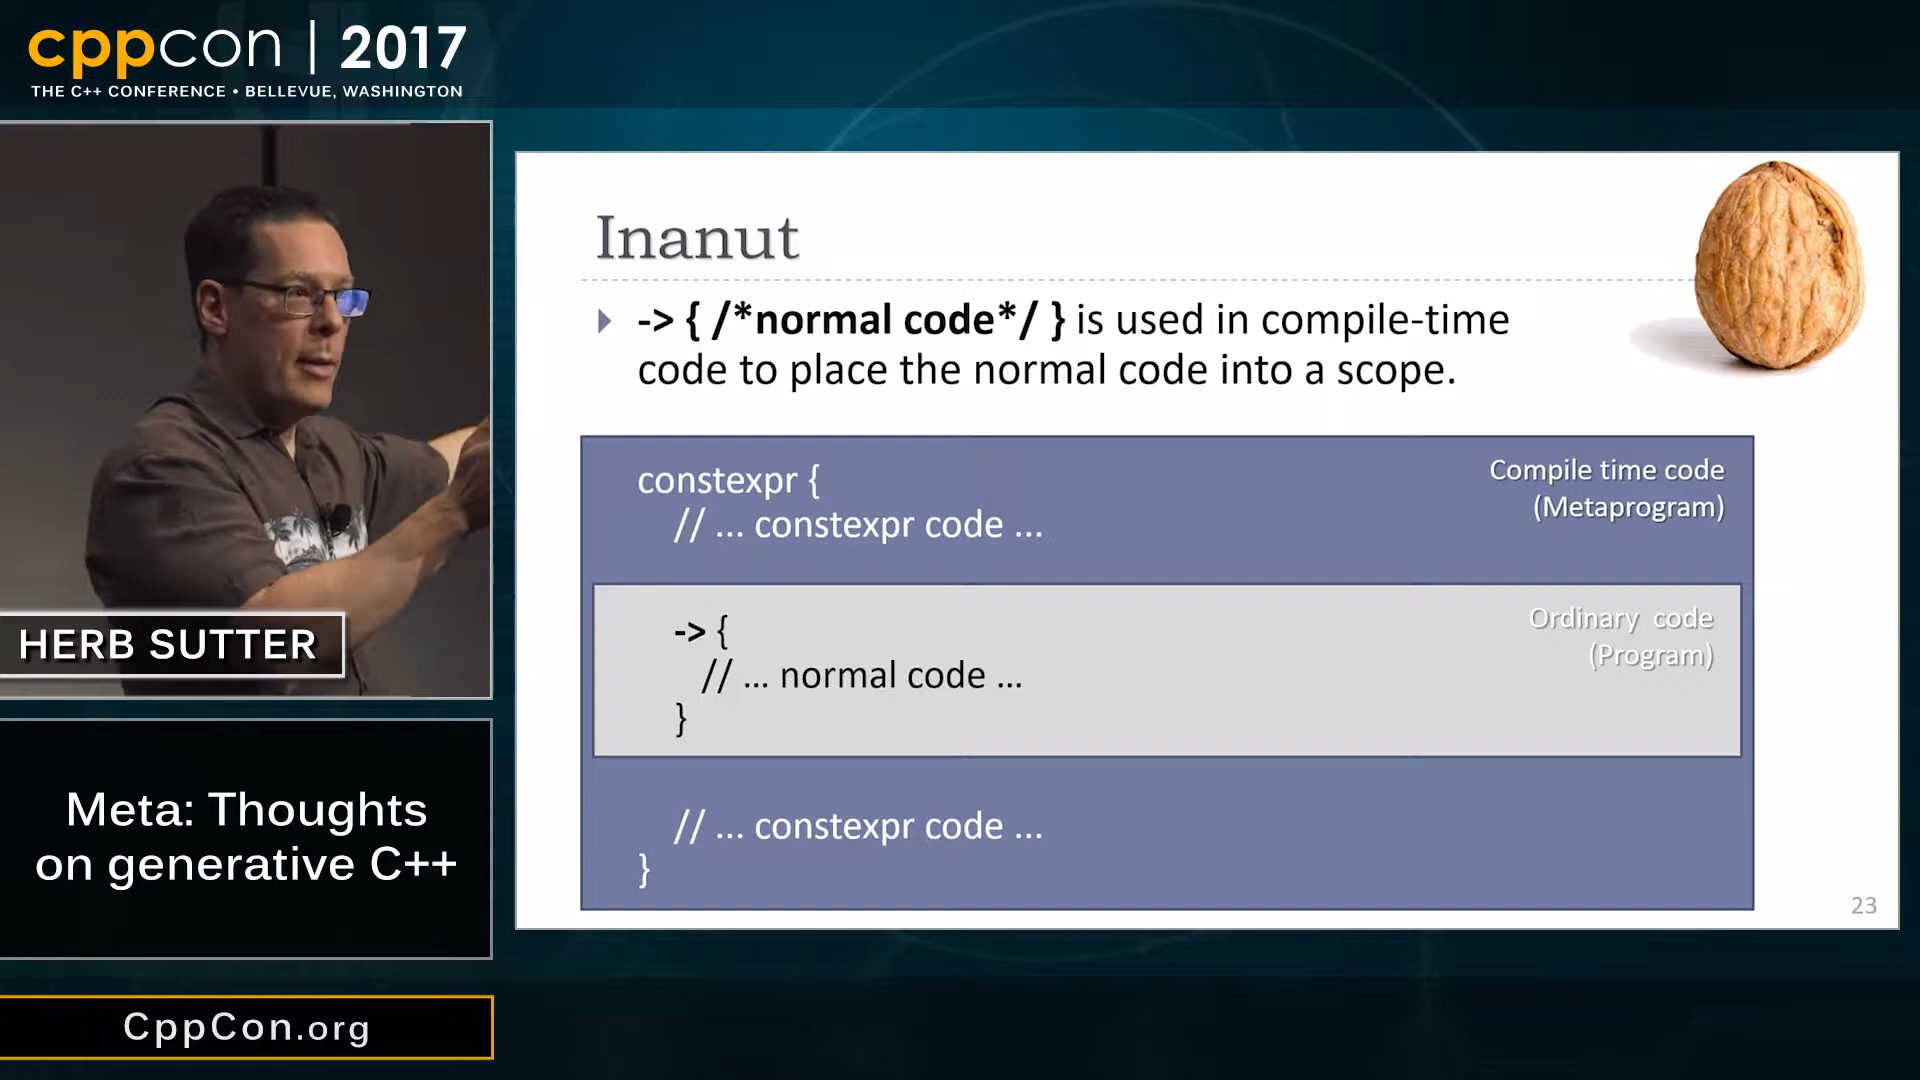 cppcon | 2017
THE C++ CONFERENCE • BELLEVUE, WASHINGTON
HERB SUTTER
Meta: Thoughts
on generative C++
CppCon.org
Inanut
-> { /*normal code*/ } is used in compile-time
code to place the normal code into a scope.
constexpr {
// ... constexpr code ...
Compile time code
(Metaprogram)
-> {
// ... normal code ...
}
Ordinary code
(Program)
// ... constexpr code ...
}
23